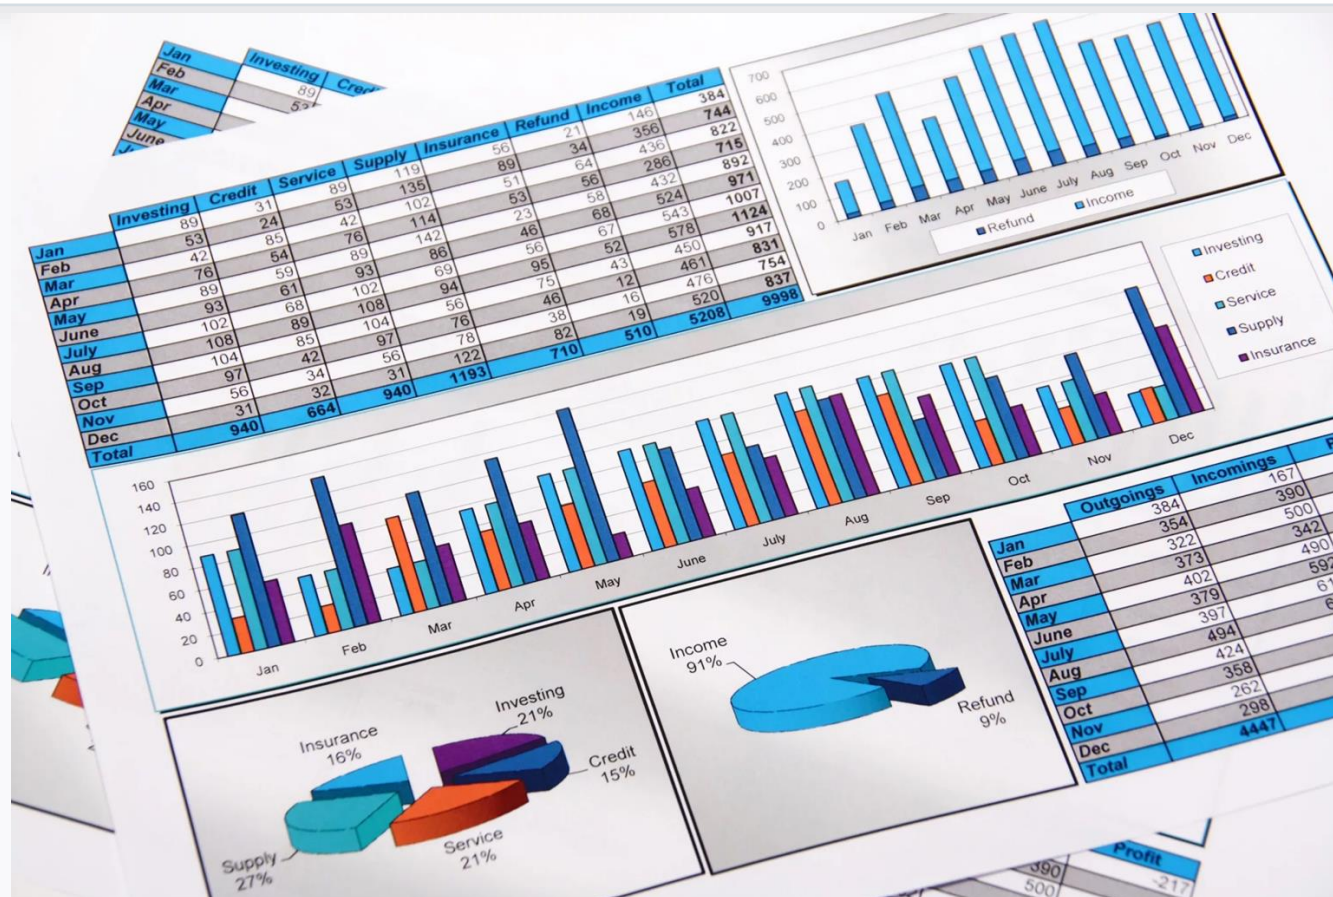 Jan Investing
Feb 89
Mar
Apr
May
June
Investing Credit Service Supply Insurance Refund Income Total
Jan 89 31 89 119 56 21 146 384
Feb 53 24 53 135 89 34 356 744
Mar 42 85 42 102 51 64 436 822
Apr 76 54 76 114 53 56 286 715
May 89 59 89 142 23 58 432 892
June 93 61 93 86 46 68 524 971
July 102 68 102 69 56 67 543 1007
Aug 108 89 108 94 95 52 578 1124
Sep 104 85 104 56 75 43 450 917
Oct 97 42 97 76 46 12 461 831
Nov 56 34 56 78 38 16 476 754
Dec 31 32 31 122 82 19 520 837
Total 940 664 940 1193 710 510 5208 9998
700
600
500
400
300
200
100
0
Jan Feb Mar Apr May June July Aug Sep Oct Nov Dec
Refund Income
Investing
Credit
Service
Supply
Insurance
160
140
120
100
80
60
40
20
0
Jan Feb Mar Apr May June July Aug Sep Oct Nov Dec
Insurance
16%
Investing
21%
Credit
15%
Service
21%
Supply
27%
Income
91%
Refund
9%
Outgoings Incomings
Jan 384 167
Feb 354 390
Mar 322 500
Apr 373 342
May 402 490
June 379 592
July 397
Aug 494
Sep 424
Oct 358
Nov 262
Dec 298
Total 4447
Profit
390 -217
500